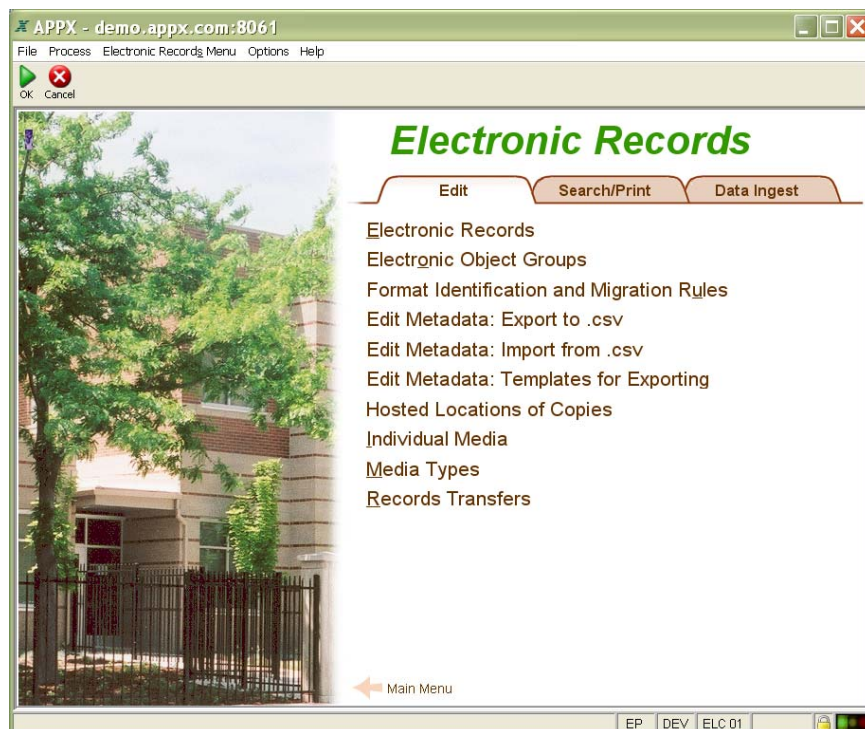 APPX - demo.appx.com:8061
File Process Electronic Records Menu Options Help
OK Cancel
Electronic Records
Edit Search/Print Data Ingest
Electronic Records
Electronic Object Groups
Format Identification and Migration Rules
Edit Metadata: Export to .csv
Edit Metadata: Import from .csv
Edit Metadata: Templates for Exporting
Hosted Locations of Copies
Individual Media
Media Types
Records Transfers
Main Menu
EP DEV ELC 01